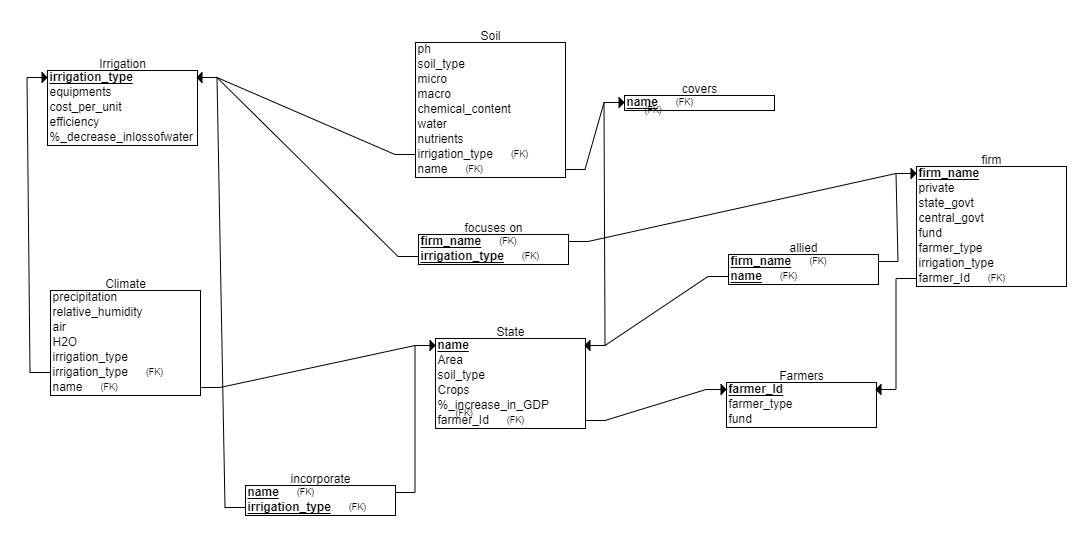 Irrigation
irrigation_type
equipments
cost_per_unit
efficiency
%_decrease_inlossofwater
Soil
ph
soil_type
micro
macro
chemical_content
water
nutrients
irrigation_type (FK)
name (FK)
covers
name (FK)
(FK)
firm
firm_name
private
state_govt
central_govt
fund
farmer_type
irrigation_type
farmer_Id (FK)
focuses on
firm_name (FK)
irrigation_type (FK)
allied
firm_name (FK)
name (FK)
Climate
precipitation
relative_humidity
air
H2O
irrigation_type
irrigation_type (FK)
name (FK)
State
name
Area
soil_type
Crops
%_increase_in_GDP
(FK)
farmer_Id (FK)
Farmers
farmer_Id
farmer_type
fund
incorporate
name (FK)
irrigation_type (FK)